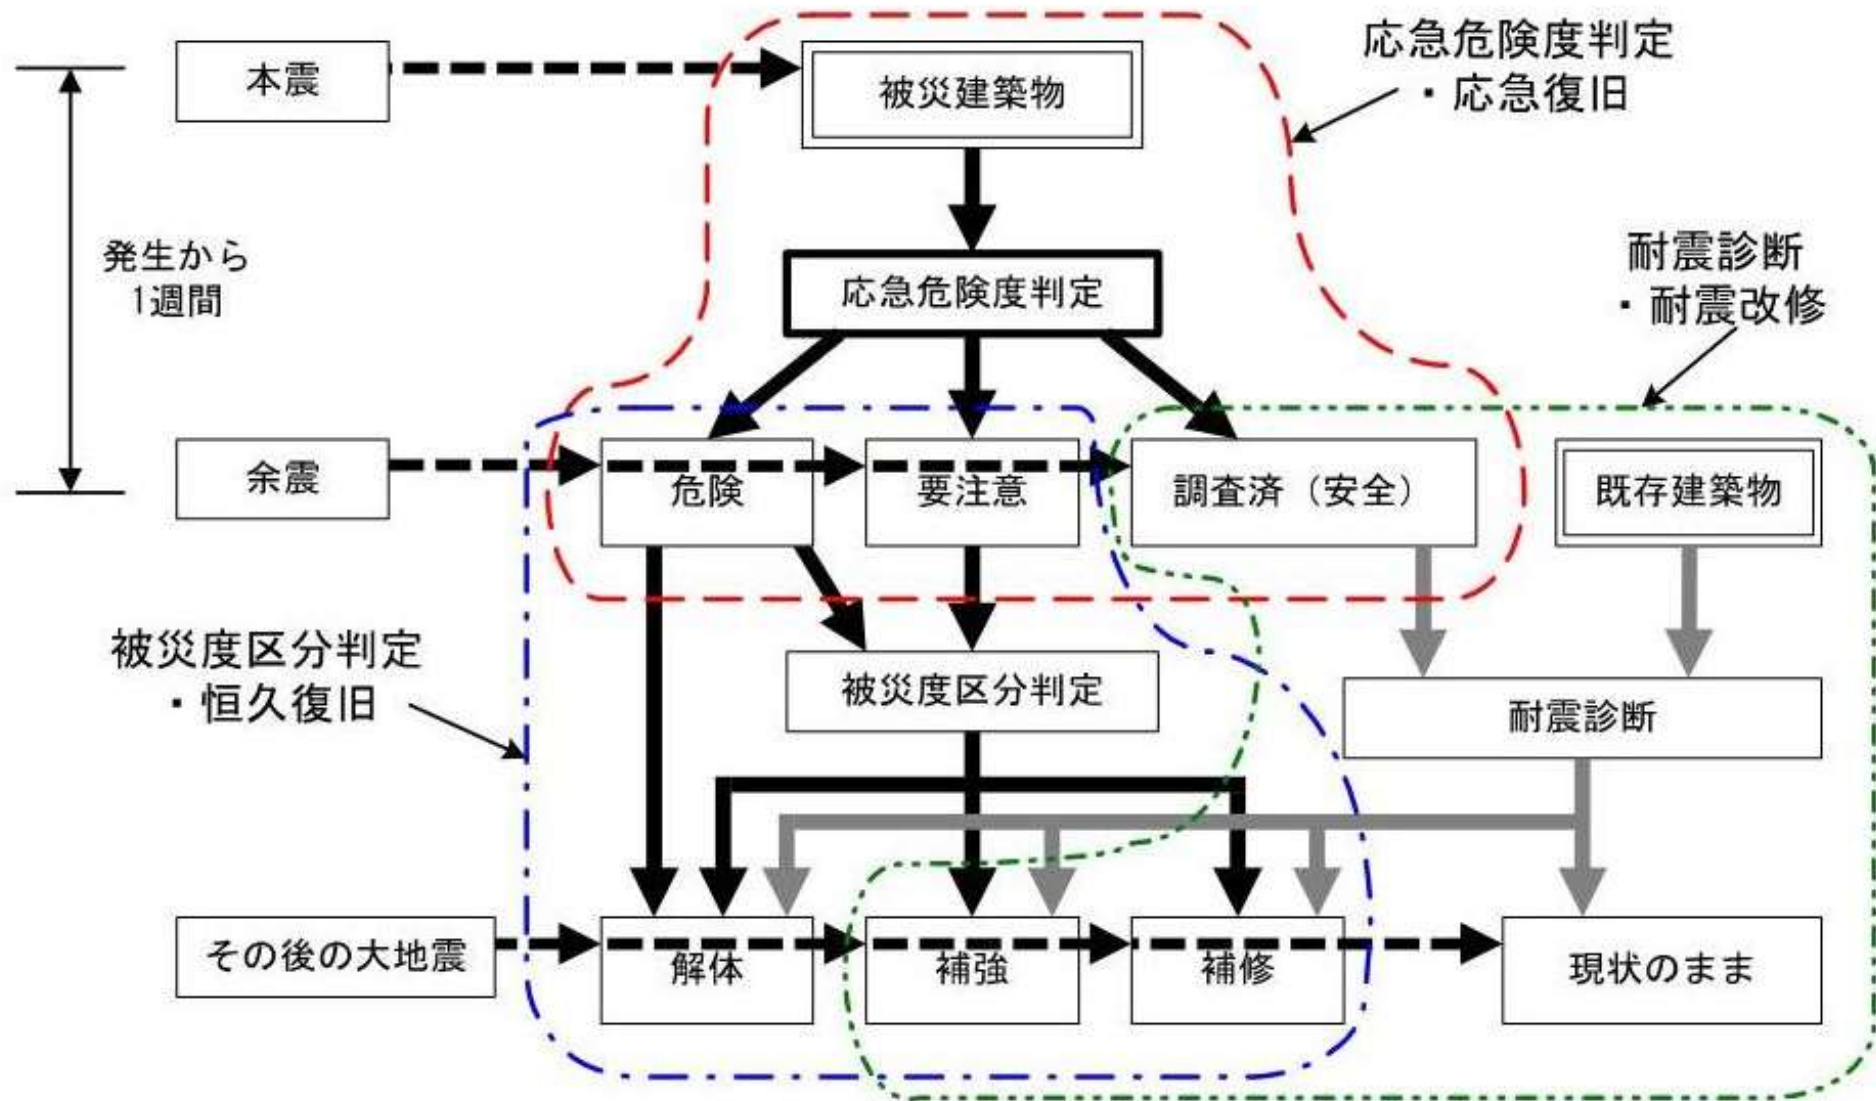 本震
被災建築物
応急危険度判定
・応急復旧
発生から
1週間
応急危険度判定
耐震診断
・耐震改修
余震
危険
要注意
調査済（安全）
既存建築物
被災度区分判定
・恒久復旧
被災度区分判定
耐震診断
その後の大地震
解体
補強
補修
現状のまま